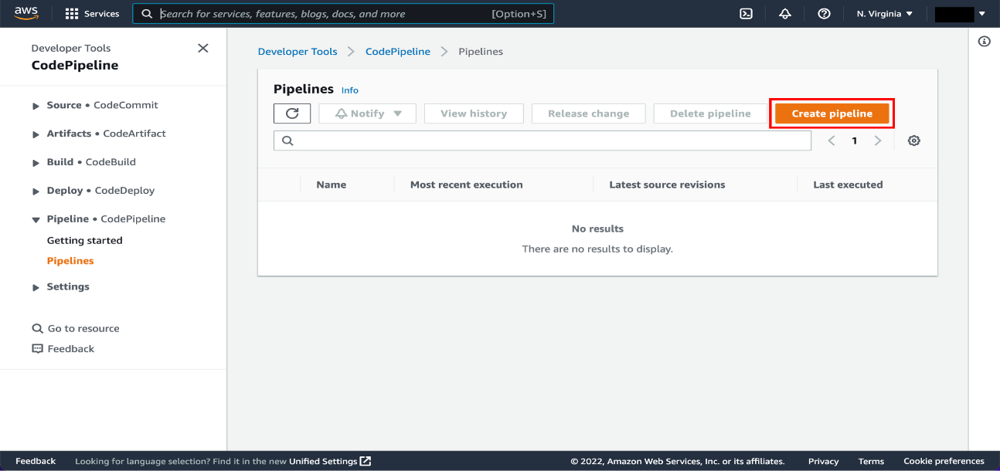 aws
Services
Search for services, features, blogs, docs, and more [Option+S]
N. Virginia
Developer Tools
CodePipeline
Source • CodeCommit
Artifacts • CodeArtifact
Build • CodeBuild
Deploy • CodeDeploy
Pipeline • CodePipeline
Getting started
Pipelines
Settings
Go to resource
Feedback
Developer Tools CodePipeline Pipelines
Pipelines Info
Notify View history Release change Delete pipeline Create pipeline
1
Name Most recent execution Latest source revisions Last executed
No results
There are no results to display.
Feedback Looking for language selection? Find it in the new Unified Settings © 2022, Amazon Web Services, Inc. or its affiliates. Privacy Terms Cookie preferences